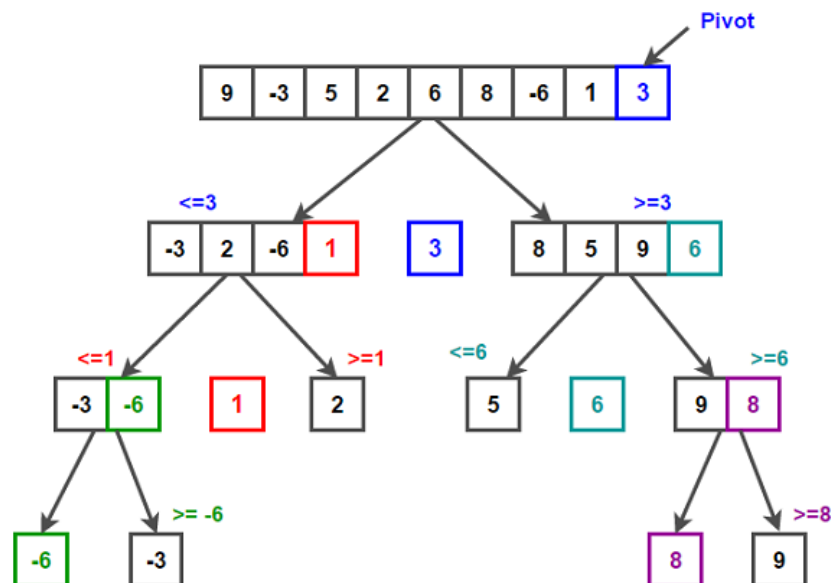 Pivot
9 -3 5 2 6 8 -6 1 3
<=3 >=3
-3 2 -6 1 3 8 5 9 6
<=1 >=1 <=6 >=6
-3 -6 1 2 5 6 9 8
>= -6 >=8
-6 -3 8 9